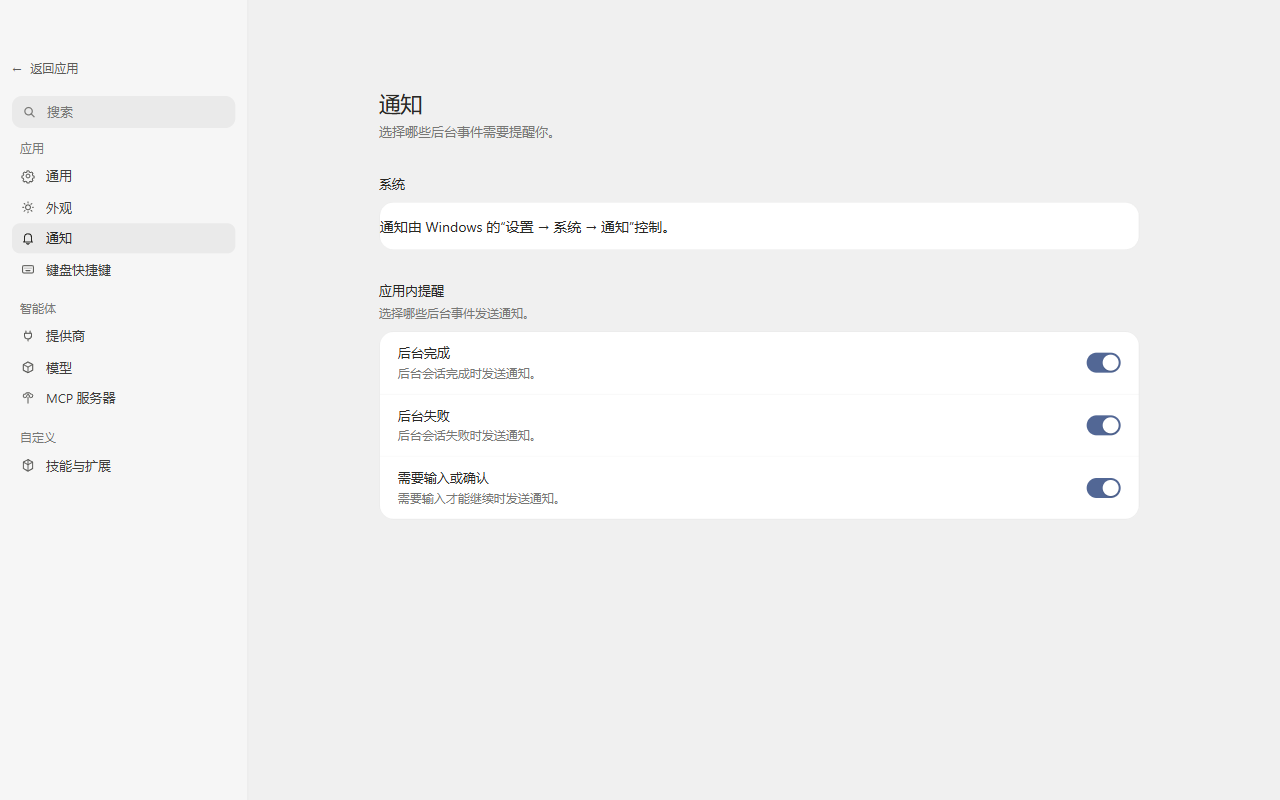 ← 返回应用
搜索
应用
通用
外观
通知
键盘快捷键
智能体
提供商
模型
MCP 服务器
自定义
技能与扩展
通知
选择哪些后台事件需要提醒你。
系统
通知由 Windows 的“设置 → 系统 → 通知”控制。
应用内提醒
选择哪些后台事件发送通知。
后台完成
后台会话完成时发送通知。
后台失败
后台会话失败时发送通知。
需要输入或确认
需要输入才能继续时发送通知。